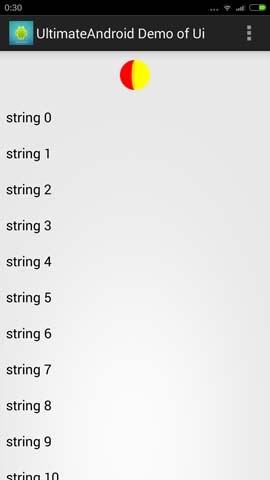 0:30
UltimateAndroid Demo of Ui
string 0
string 1
string 2
string 3
string 4
string 5
string 6
string 7
string 8
string 9
string 10